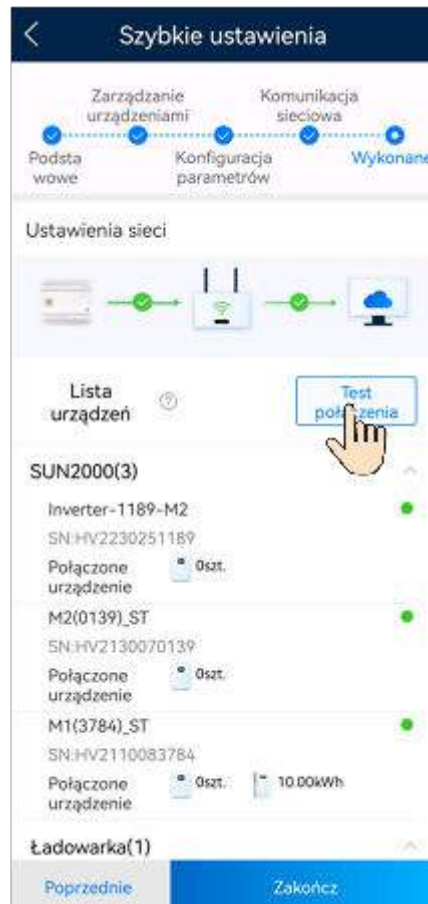 Szybkie ustawienia
Zarządzanie
urządzeniami
Komunikacja
sieciowa
Podsta
wowe
Konfiguracja
parametrów
Wykonane
Ustawienia sieci
Lista
urządzeń
Test
połączenia
SUN2000(3)
Inverter-1189-M2
SN:HV2230251189
Połączone
urządzenie
0szt.
M2(0139)_ST
SN:HV2130070139
Połączone
urządzenie
0szt.
M1(3784)_ST
SN:HV2110083784
Połączone
urządzenie
0szt.
10.00kWh
Ładowarka(1)
Poprzednie
Zakończ